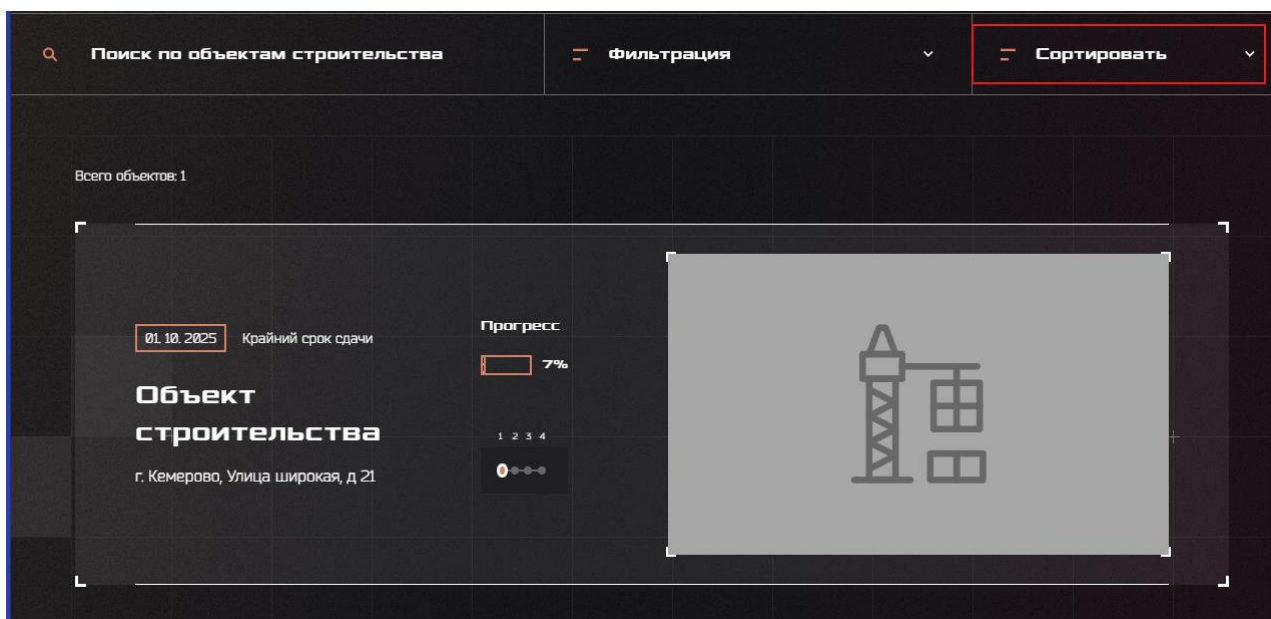 Поиск по объектам строительства
Фильтрация
Сортировать
Всего объектов: 1
01. 10. 2025 Крайний срок сдачи
Объект
строительства
г. Кемерово, Улица широкая, д 21
Прогресс
7%
1 2 3 4